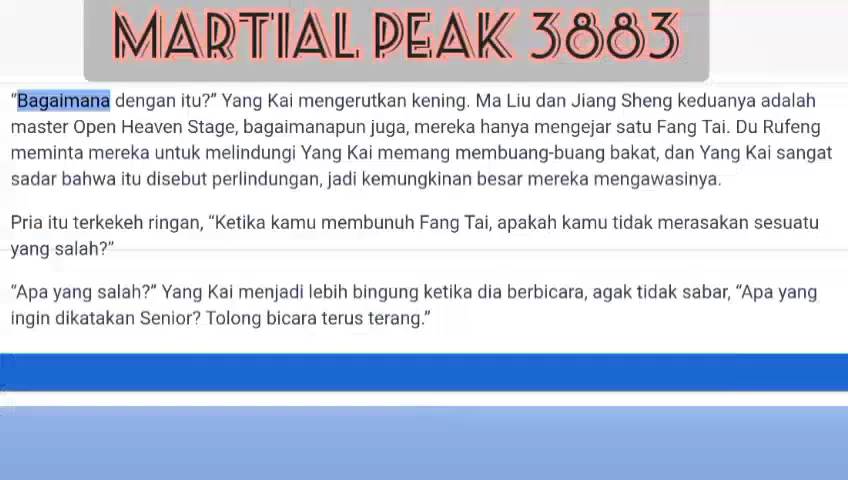 MARTIAL PEAK 3883
“Bagaimana dengan itu?” Yang Kai mengerutkan kening. Ma Liu dan Jiang Sheng keduanya adalah
master Open Heaven Stage, bagaimanapun juga, mereka hanya mengejar satu Fang Tai. Du Rufeng
meminta mereka untuk melindungi Yang Kai memang membuang-buang bakat, dan Yang Kai sangat
sadar bahwa itu disebut perlindungan, jadi kemungkinan besar mereka mengawasinya.
Pria itu terkekeh ringan, “Ketika kamu membunuh Fang Tai, apakah kamu tidak merasakan sesuatu
yang salah?”
“Apa yang salah?” Yang Kai menjadi lebih bingung ketika dia berbicara, agak tidak sabar, “Apa yang
ingin dikatakan Senior? Tolong bicara terus terang.”